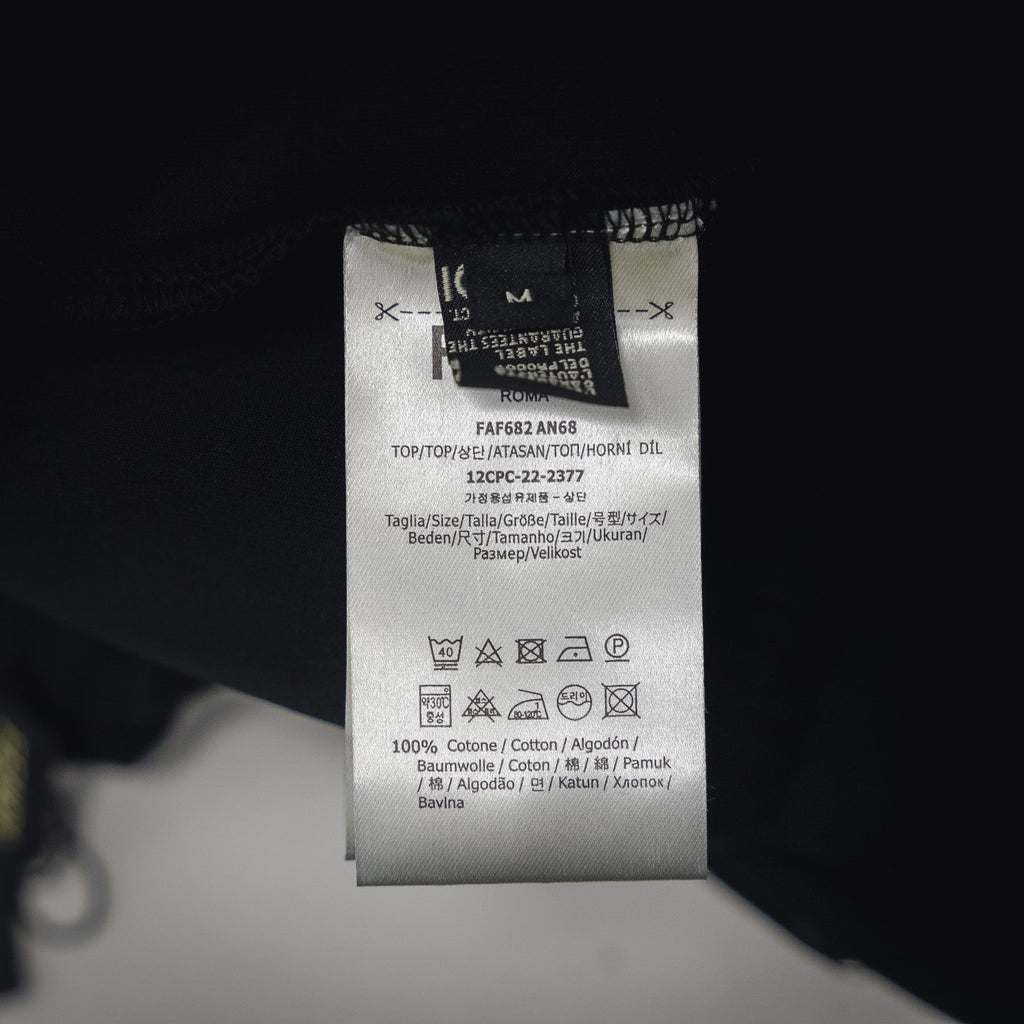 M
GUARANTEES THE
THE LABEL
ROMA
FAF682 AN68
TOP/TOP/상단/ATASAN/ТОП/HORNÍ DÍL
12CPC-22-2377
가정용섬유제품-상단
Taglia/Size/Talla/Größe/Taille/号型/サイズ/
Beden/尺寸/Tamanho/크기/Ukuran/
Размер/Velikost
40 P
약30℃ 중성 80-120℃ 1 드라이
100% Cotone / Cotton / Algodón /
Baumwolle / Coton / 棉 / 綿 / Pamuk
/ 棉 / Algodão / 면 / Katun / Хлопок /
Bavlna